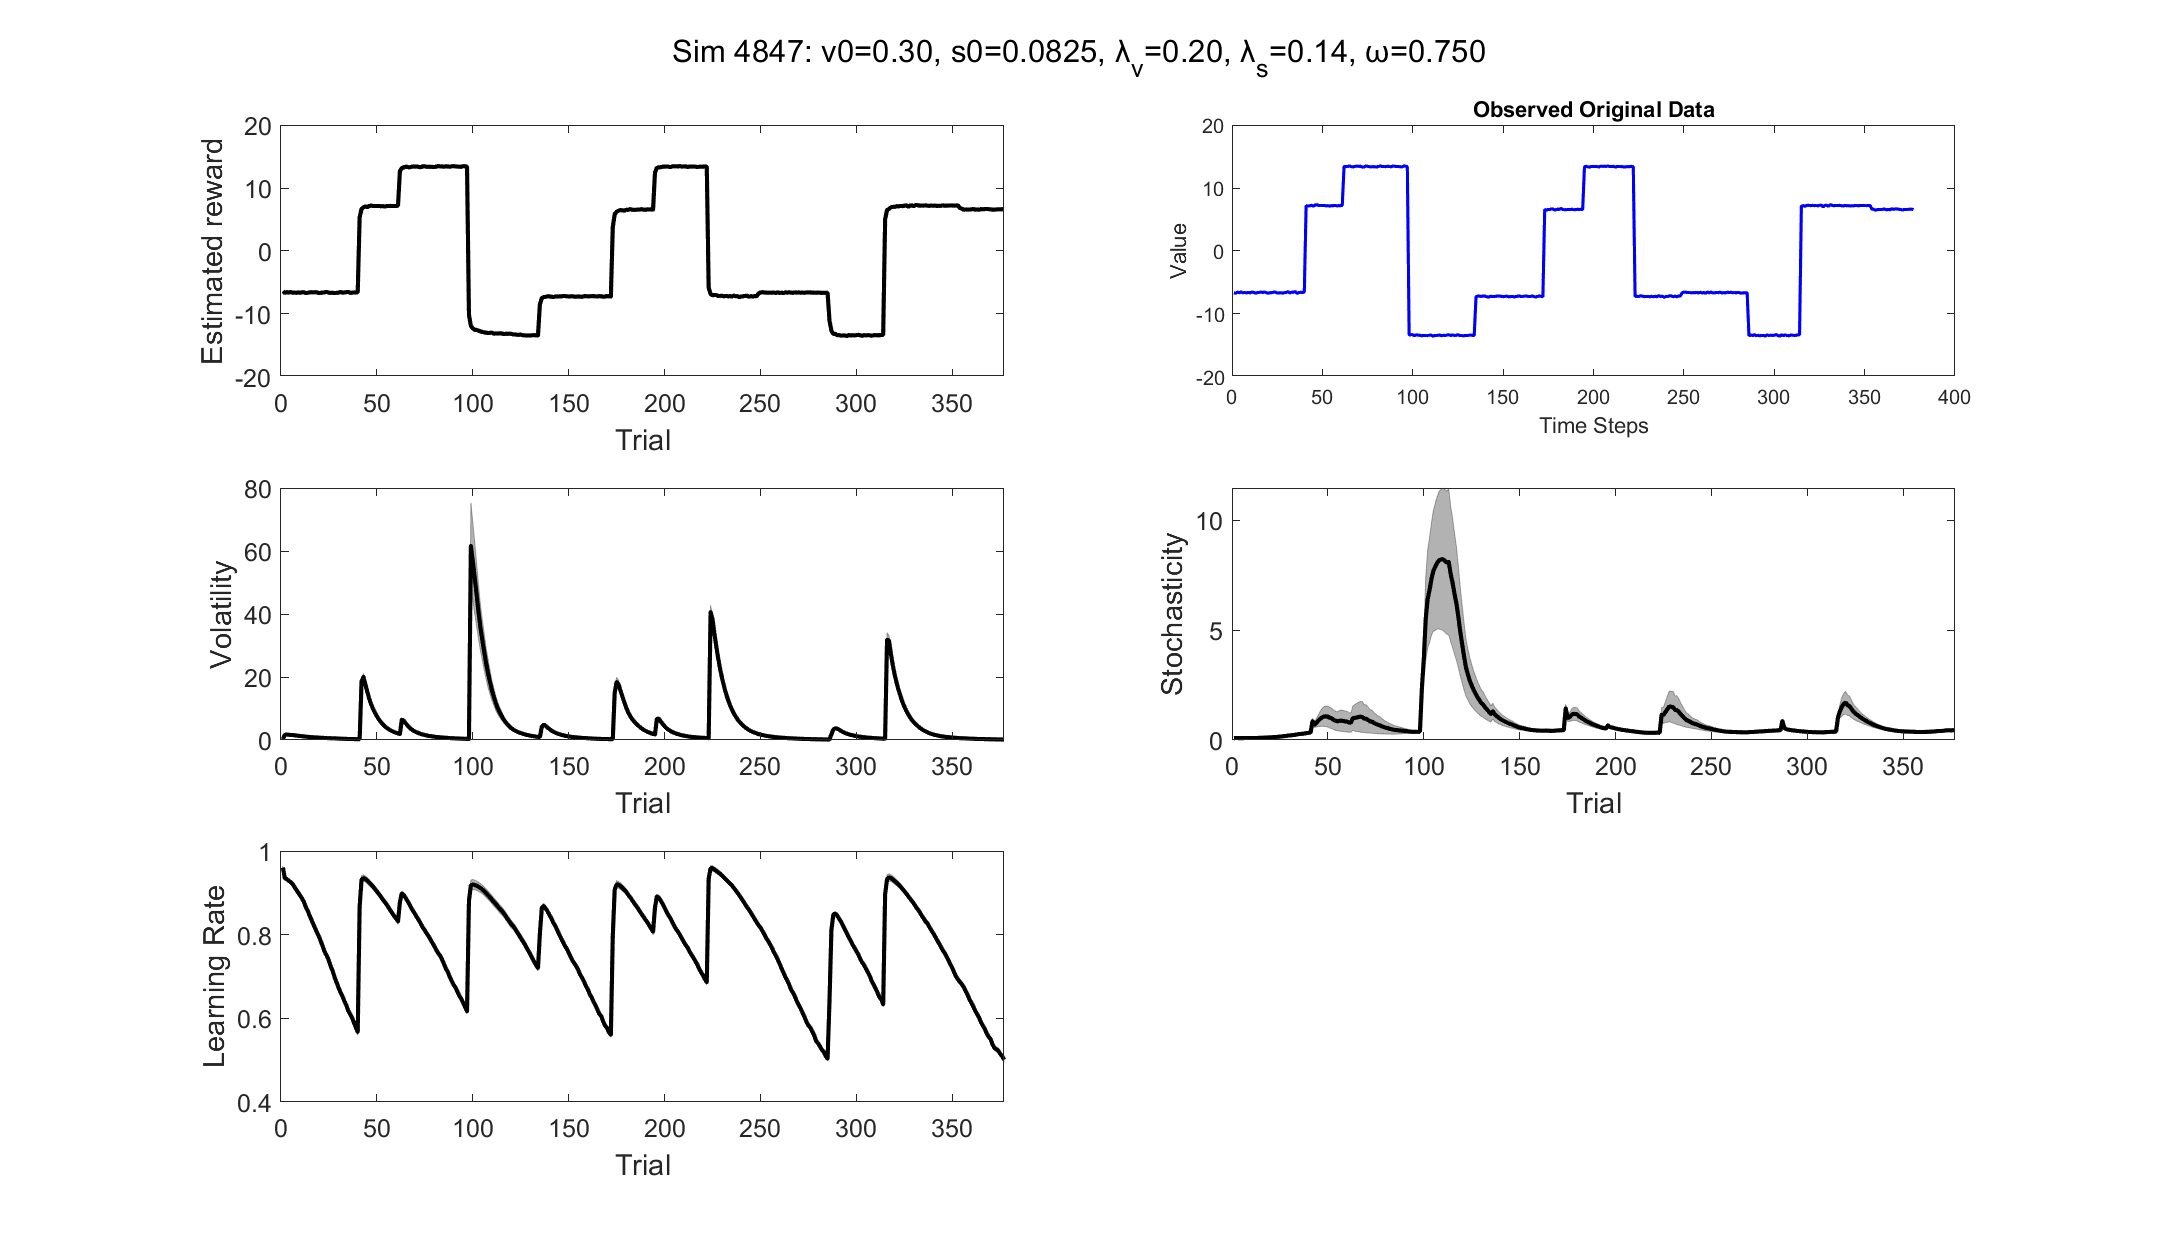 Sim 4847: v0=0.30, s0=0.0825, λ_v=0.20, λ_s=0.14, ω=0.750
20
10
0
-10
-20
Estimated reward
0 50 100 150 200 250 300 350
Trial
Observed Original Data
20
10
0
-10
-20
Value
0 50 100 150 200 250 300 350 400
Time Steps
80
60
40
20
0
Volatility
0 50 100 150 200 250 300 350
Trial
10
5
0
Stochasticity
0 50 100 150 200 250 300 350
Trial
1
0.8
0.6
0.4
Learning Rate
0 50 100 150 200 250 300 350
Trial